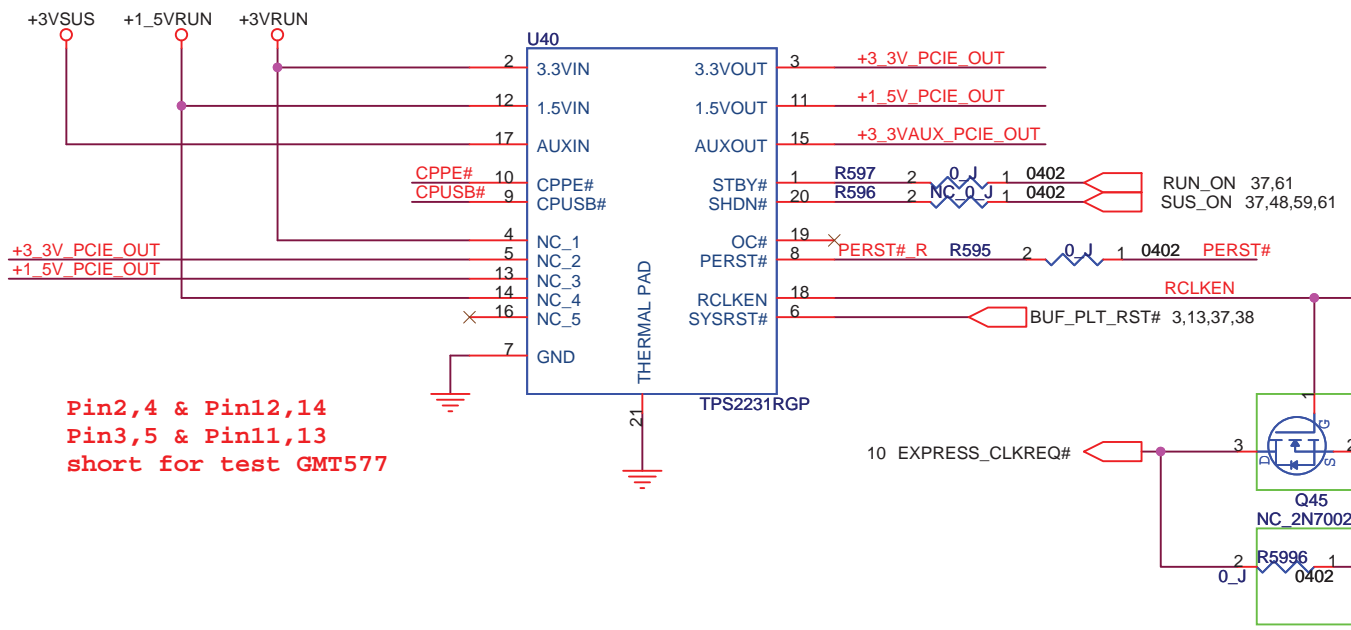 +3VSUS +1_5VRUN +3VRUN
U40
2 3.3VIN 3.3VOUT 3 +3_3V_PCIE_OUT
12 1.5VIN 1.5VOUT 11 +1_5V_PCIE_OUT
17 AUXIN AUXOUT 15 +3_3VAUX_PCIE_OUT
CPPE# 10 CPPE# STBY# 1 R597 2 0_J 1 0402 RUN_ON 37,61
CPUSB# 9 CPUSB# SHDN# 20 R596 2 NC_0_J 1 0402 SUS_ON 37,48,59,61
4 NC_1 OC# 19
+3_3V_PCIE_OUT 5 NC_2 PERST# 8 PERST#_R R595 2 0_J 1 0402 PERST#
+1_5V_PCIE_OUT 13 NC_3
14 NC_4 RCLKEN 18 RCLKEN
16 NC_5 SYSRST# 6 BUF_PLT_RST# 3,13,37,38
7 GND
THERMAL PAD
21
TPS2231RGP
Pin2,4 & Pin12,14
Pin3,5 & Pin11,13
short for test GMT577
10 EXPRESS_CLKREQ#
3 D 1 G S 2
Q45
NC_2N7002
2 R5996 1
0_J 0402